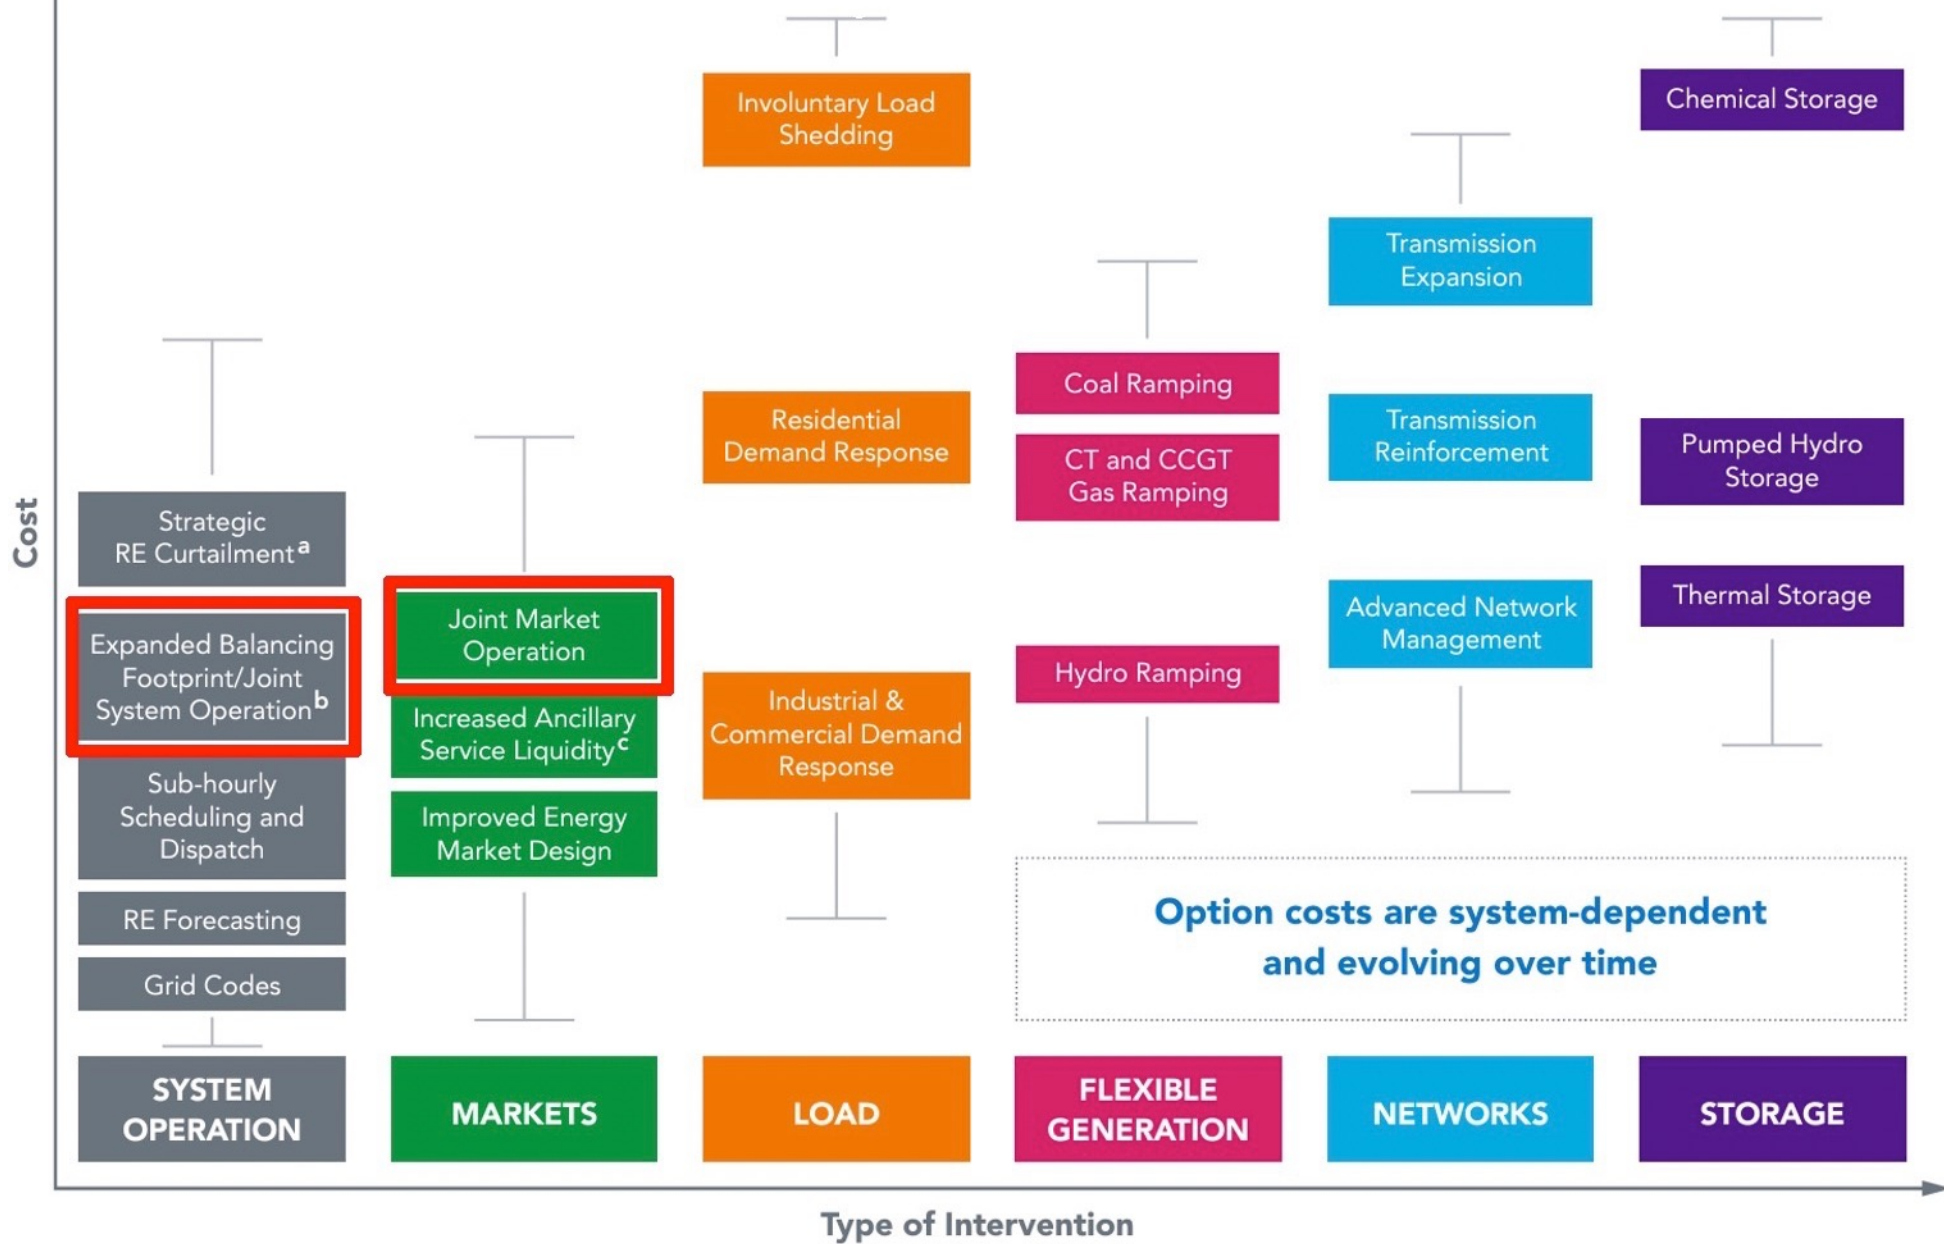 Cost
Strategic
RE Curtailmentᵃ
Expanded Balancing
Footprint/Joint
System Operationᵇ
Sub-hourly
Scheduling and
Dispatch
RE Forecasting
Grid Codes
SYSTEM
OPERATION
Joint Market
Operation
Increased Ancillary
Service Liquidityᶜ
Improved Energy
Market Design
MARKETS
Involuntary Load
Shedding
Residential
Demand Response
Industrial &
Commercial Demand
Response
LOAD
Coal Ramping
CT and CCGT
Gas Ramping
Hydro Ramping
FLEXIBLE
GENERATION
Transmission
Expansion
Transmission
Reinforcement
Advanced Network
Management
NETWORKS
Chemical Storage
Pumped Hydro
Storage
Thermal Storage
STORAGE
Option costs are system-dependent
and evolving over time
Type of Intervention